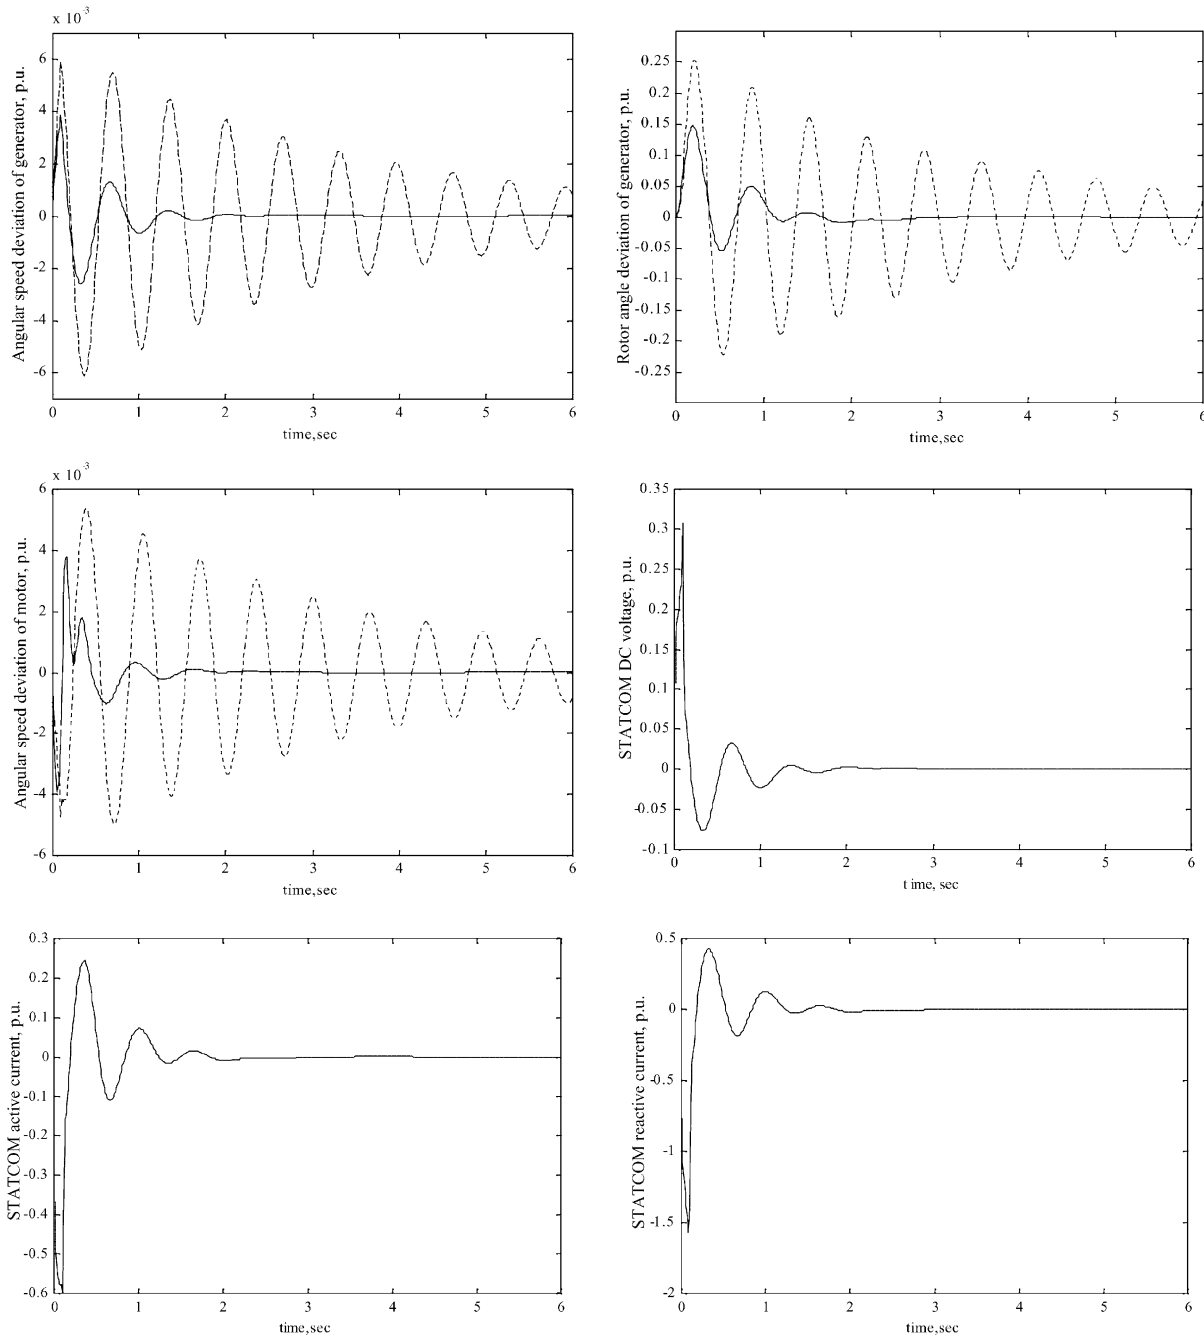 x 10-3
6
4
2
0
-2
-4
-6
Angular speed deviation of generator, p.u.
0 1 2 3 4 5 6
time,sec
0.3
0.25
0.2
0.15
0.1
0.05
0
-0.05
-0.1
-0.15
-0.2
-0.25
Rotor angle deviation of generator, p.u.
0 1 2 3 4 5 6
time,sec
x 10-3
6
4
2
0
-2
-4
-6
Angular speed deviation of motor, p.u.
0 1 2 3 4 5 6
time,sec
0.35
0.3
0.25
0.2
0.15
0.1
0.05
0
-0.05
-0.1
STATCOM DC voltage, p.u.
0 1 2 3 4 5 6
time, sec
0.3
0.2
0.1
0
-0.1
-0.2
-0.3
-0.4
-0.5
-0.6
STATCOM active current, p.u.
0 1 2 3 4 5 6
time,sec
0.5
0
-0.5
-1
-1.5
-2
STATCOM reactive current, p.u.
0 1 2 3 4 5 6
time,sec